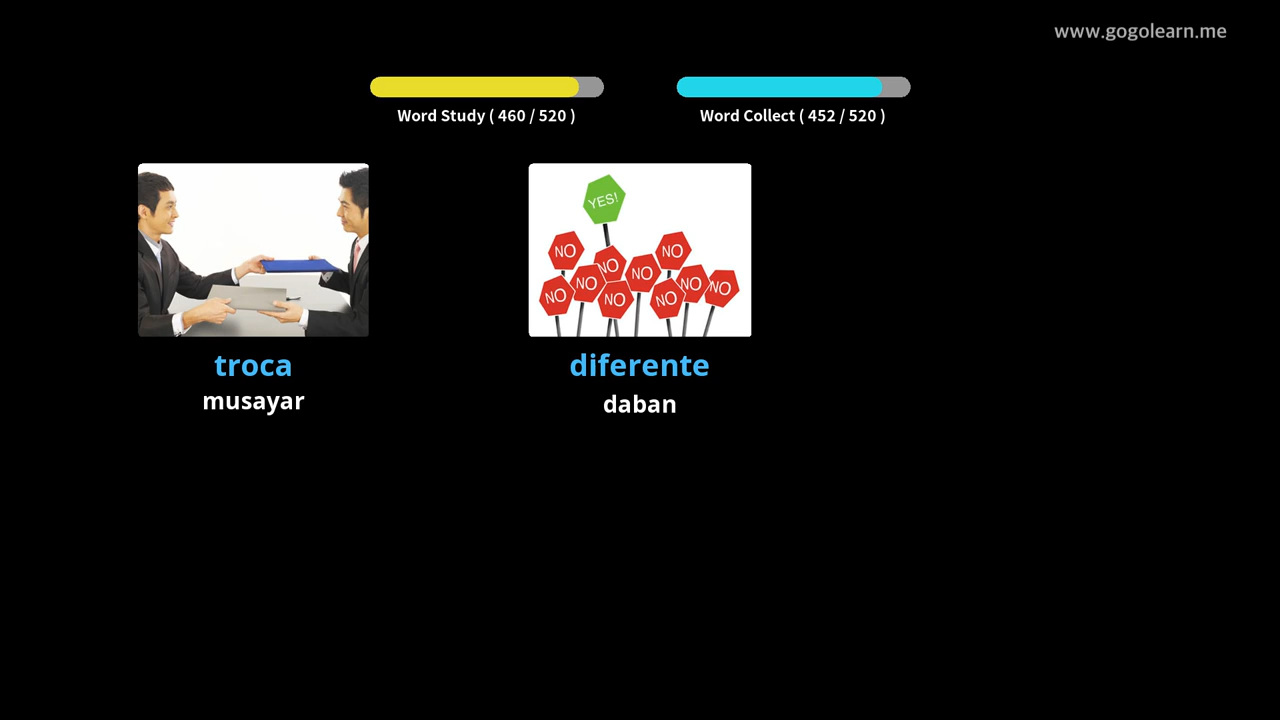 www.gogolearn.me
Word Study ( 460 / 520 )
Word Collect ( 452 / 520 )
YES!
NO
NO
NO
NO
NO
NO
NO
NO
NO
NO
troca
diferente
musayar
daban